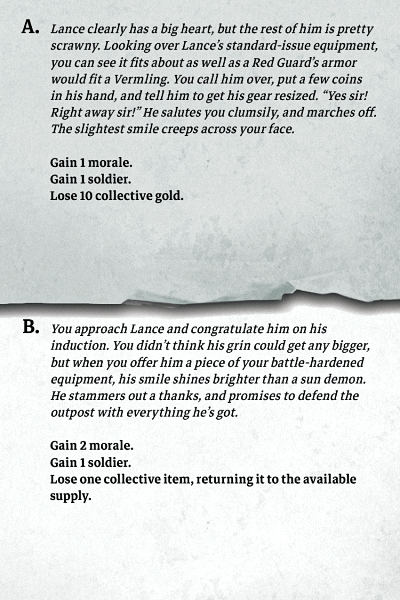 A. Lance clearly has a big heart, but the rest of him is pretty
scrawny. Looking over Lance's standard-issue equipment,
you can see it fits about as well as a Red Guard's armor
would fit a Vermling. You call him over, put a few coins
in his hand, and tell him to get his gear resized. “Yes sir!
Right away sir!” He salutes you clumsily, and marches off.
The slightest smile creeps across your face.
Gain 1 morale.
Gain 1 soldier.
Lose 10 collective gold.
B. You approach Lance and congratulate him on his
induction. You didn't think his grin could get any bigger,
but when you offer him a piece of your battle-hardened
equipment, his smile shines brighter than a sun demon.
He stammers out a thanks, and promises to defend the
outpost with everything he's got.
Gain 2 morale.
Gain 1 soldier.
Lose one collective item, returning it to the available
supply.